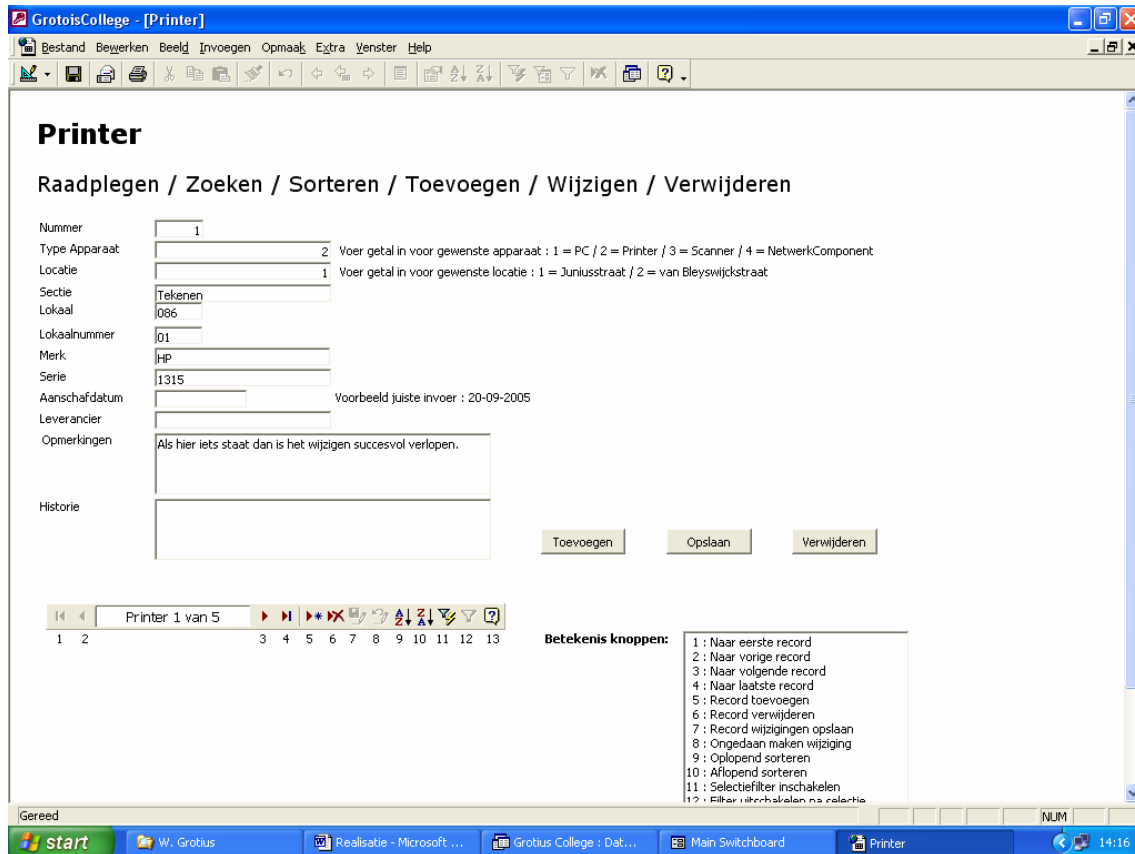 GrotoisCollege - [Printer]
Bestand Bewerken Beeld Invoegen Opmaak Extra Venster Help
Printer
Raadplegen / Zoeken / Sorteren / Toevoegen / Wijzigen / Verwijderen
Nummer 1
Type Apparaat 2 Voer getal in voor gewenste apparaat : 1 = PC / 2 = Printer / 3 = Scanner / 4 = NetwerkComponent
Locatie 1 Voer getal in voor gewenste locatie : 1 = Juniusstraat / 2 = van Bleyswijckstraat
Sectie Tekenen
Lokaal 086
Lokaalnummer 01
Merk HP
Serie 1315
Aanschafdatum Voorbeeld juiste invoer : 20-09-2005
Leverancier
Opmerkingen Als hier iets staat dan is het wijzigen succesvol verlopen.
Historie
Toevoegen Opslaan Verwijderen
Printer 1 van 5
1 2 3 4 5 6 7 8 9 10 11 12 13
Betekenis knoppen:
1 : Naar eerste record
2 : Naar vorige record
3 : Naar volgende record
4 : Naar laatste record
5 : Record toevoegen
6 : Record verwijderen
7 : Record wijzigingen opslaan
8 : Ongedaan maken wijziging
9 : Oplopend sorteren
10 : Aflopend sorteren
11 : Selectiefilter inschakelen
12 : Filter uitschakelen na selectie
Gereed NUM
start W. Grotius Realisatie - Microsoft ... Grotius College : Dat... Main Switchboard Printer 14:16